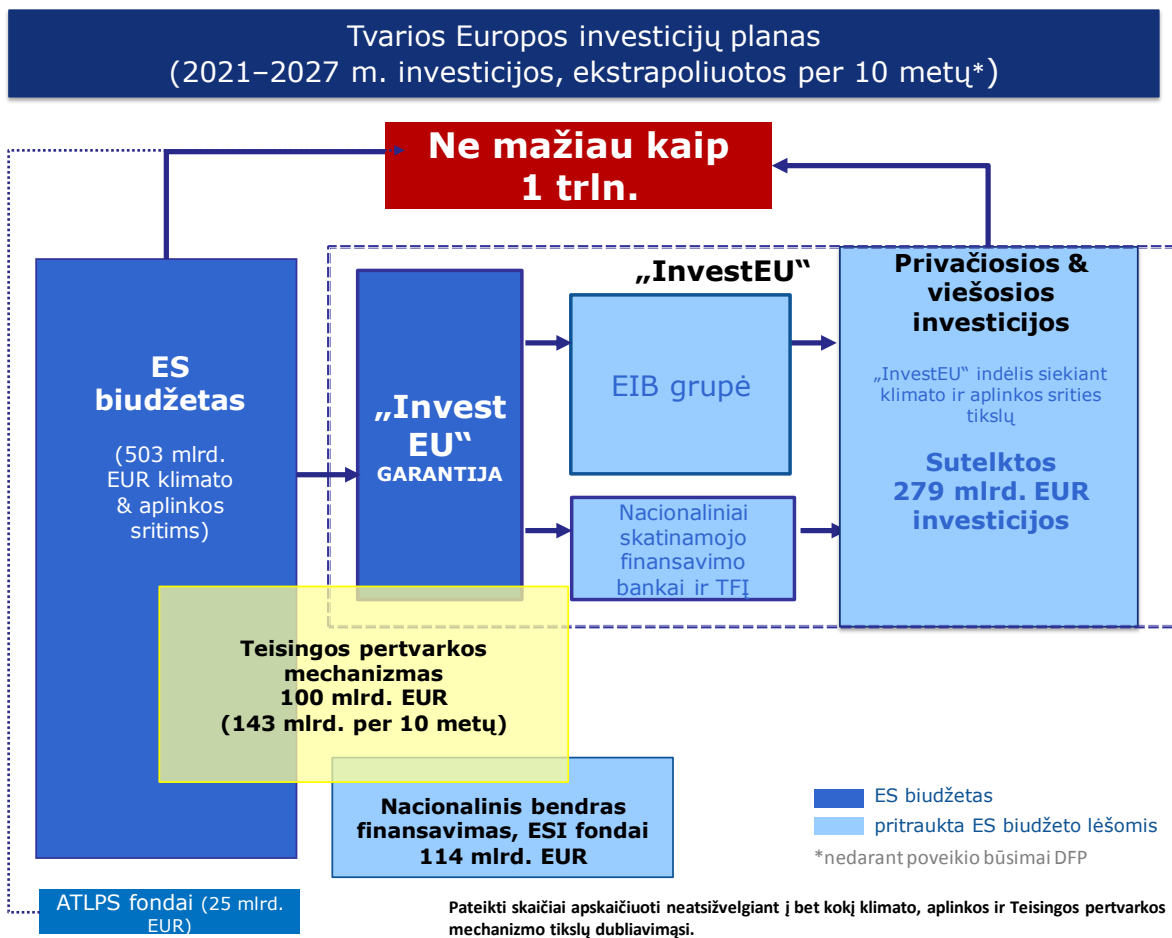 Tvarios Europos investicijų planas
(2021–2027 m. investicijos, ekstrapoliuotos per 10 metų*)
Ne mažiau kaip
1 trln.
ES
biudžetas
(503 mlrd.
EUR klimato
& aplinkos
sritims)
„Invest
EU“
GARANTIJA
„InvestEU“
EIB grupė
Nacionaliniai
skatinamojo
finansavimo
bankai ir TFĮ
Privačiosios &
viešosios
investicijos
„InvestEU“ indėlis siekiant
klimato ir aplinkos srities
tikslų
Sutelktos
279 mlrd. EUR
investicijos
Teisingos pertvarkos
mechanizmas
100 mlrd. EUR
(143 mlrd. per 10 metų)
Nacionalinis bendras
finansavimas, ESI fondai
114 mlrd. EUR
ES biudžetas
pritraukta ES biudžeto lėšomis
*nedarant poveikio būsimai DFP
ATLPS fondai (25 mlrd.
EUR)
Pateikti skaičiai apskaičiuoti neatsižvelgiant į bet kokį klimato, aplinkos ir Teisingos pertvarkos
mechanizmo tikslų dubliavimąsi.